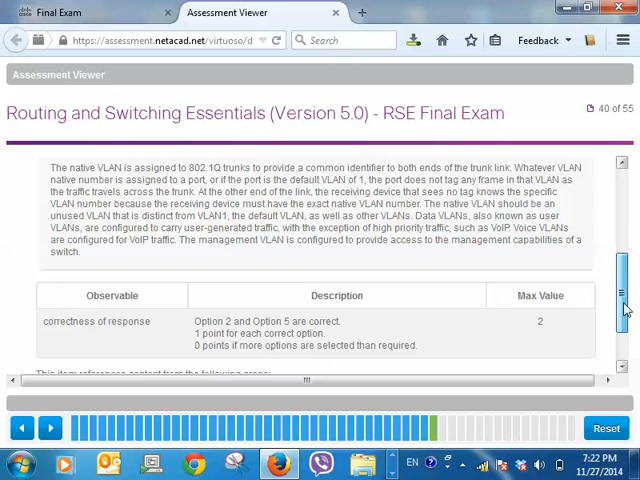 Final Exam
Assessment Viewer
https://assessment.netacad.net/virtuoso/d
Search
Feedback
Assessment Viewer
Routing and Switching Essentials (Version 5.0) - RSE Final Exam
40 of 55
The native VLAN is assigned to 802.1Q trunks to provide a common identifier to both ends of the trunk link. Whatever VLAN
native number is assigned to a port, or if the port is the default VLAN of 1, the port does not tag any frame in that VLAN as
the traffic travels across the trunk. At the other end of the link, the receiving device that sees no tag knows the specific
VLAN number because the receiving device must have the exact native VLAN number. The native VLAN should be an
unused VLAN that is distinct from VLAN1, the default VLAN, as well as other VLANs. Data VLANs, also known as user
VLANs, are configured to carry user-generated traffic, with the exception of high priority traffic, such as VoIP. Voice VLANs
are configured for VoIP traffic. The management VLAN is configured to provide access to the management capabilities of a
switch.
Observable Description Max Value
correctness of response Option 2 and Option 5 are correct. 2
1 point for each correct option.
0 points if more options are selected than required.
This item references content from the following areas:
Reset
EN
7:22 PM
11/27/2014